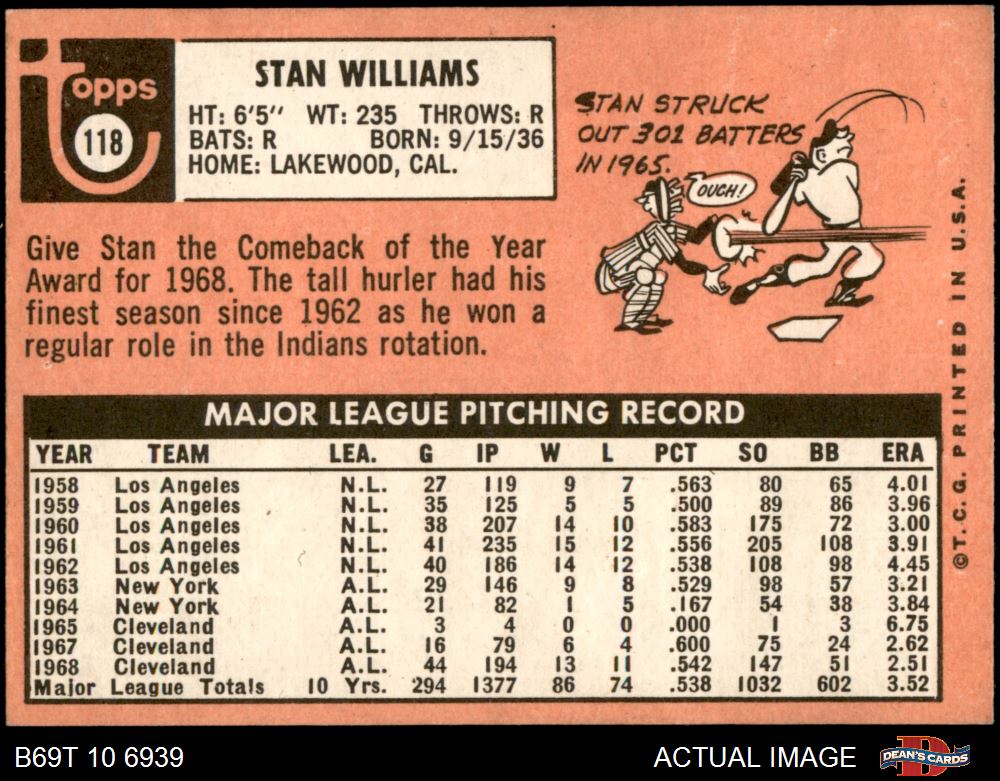 Topps
118
STAN WILLIAMS
HT: 6'5" WT: 235 THROWS: R
BATS: R BORN: 9/15/36
HOME: LAKEWOOD, CAL.
STAN STRUCK
OUT 301 BATTERS
IN 1965.
OUCH!
Give Stan the Comeback of the Year
Award for 1968. The tall hurler had his
finest season since 1962 as he won a
regular role in the Indians rotation.
MAJOR LEAGUE PITCHING RECORD
YEAR TEAM LEA. G IP W L PCT SO BB ERA
1958 Los Angeles N.L. 27 119 9 7 .563 80 65 4.01
1959 Los Angeles N.L. 35 125 5 5 .500 89 86 3.96
1960 Los Angeles N.L. 38 207 14 10 .583 175 72 3.00
1961 Los Angeles N.L. 41 235 15 12 .556 205 108 3.91
1962 Los Angeles N.L. 40 186 14 12 .538 108 98 4.45
1963 New York A.L. 29 146 9 8 .529 98 57 3.21
1964 New York A.L. 21 82 1 5 .167 54 38 3.84
1965 Cleveland A.L. 3 4 0 0 .000 1 3 6.75
1967 Cleveland A.L. 16 79 6 4 .600 75 24 2.62
1968 Cleveland A.L. 44 194 13 11 .542 147 51 2.51
Major League Totals 10 Yrs. 294 1377 86 74 .538 1032 602 3.52
©T.C.G. PRINTED IN U.S.A.
B69T 10 6939
ACTUAL IMAGE
DEAN'S CARDS